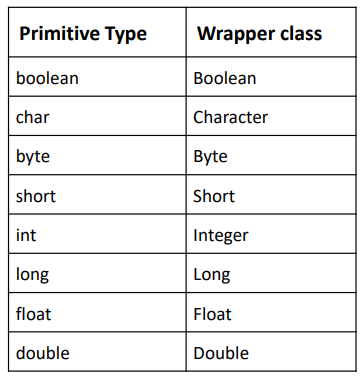 Primitive Type Wrapper class
boolean Boolean
char Character
byte Byte
short Short
int Integer
long Long
float Float
double Double